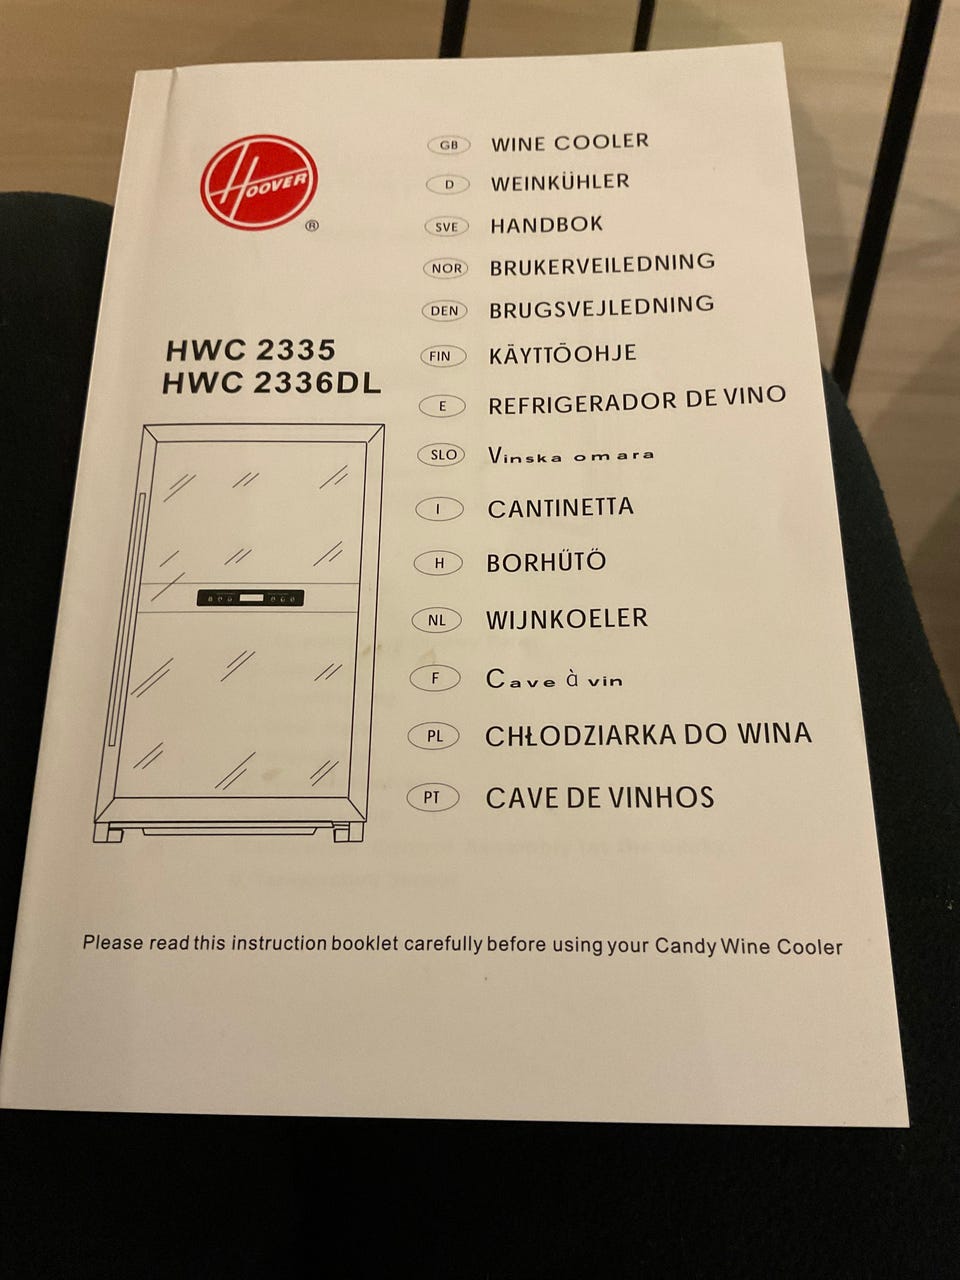 HOOVER
®
HWC 2335
HWC 2336DL
GB WINE COOLER
D WEINKÜHLER
SVE HANDBOK
NOR BRUKERVEILEDNING
DEN BRUGSVEJLEDNING
FIN KÄYTTÖOHJE
E REFRIGERADOR DE VINO
SLO Vinska omara
I CANTINETTA
H BORHŰTŐ
NL WIJNKOELER
F Cave à vin
PL CHŁODZIARKA DO WINA
PT CAVE DE VINHOS
Please read this instruction booklet carefully before using your Candy Wine Cooler